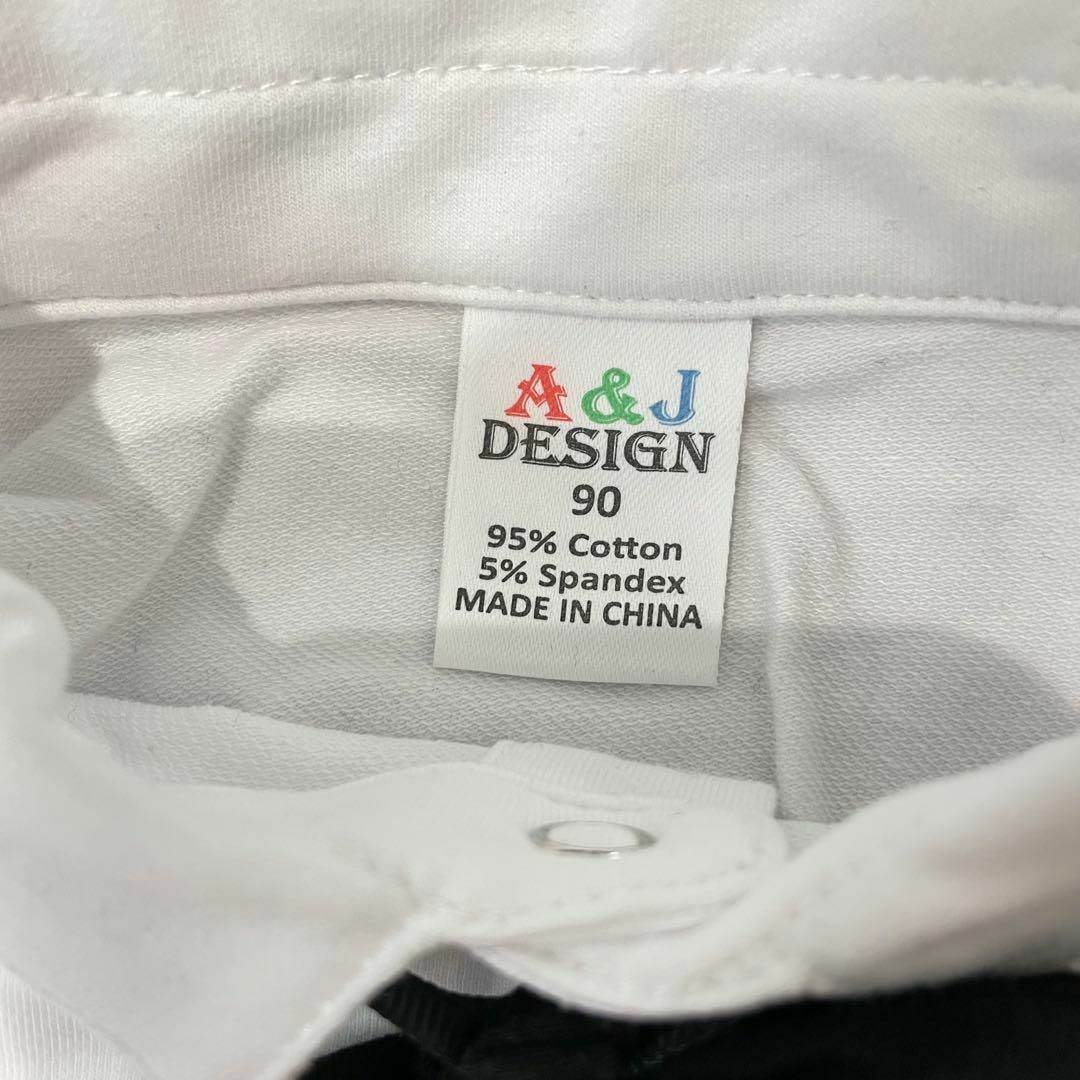 A & J
DESIGN
90
95% Cotton
5% Spandex
MADE IN CHINA